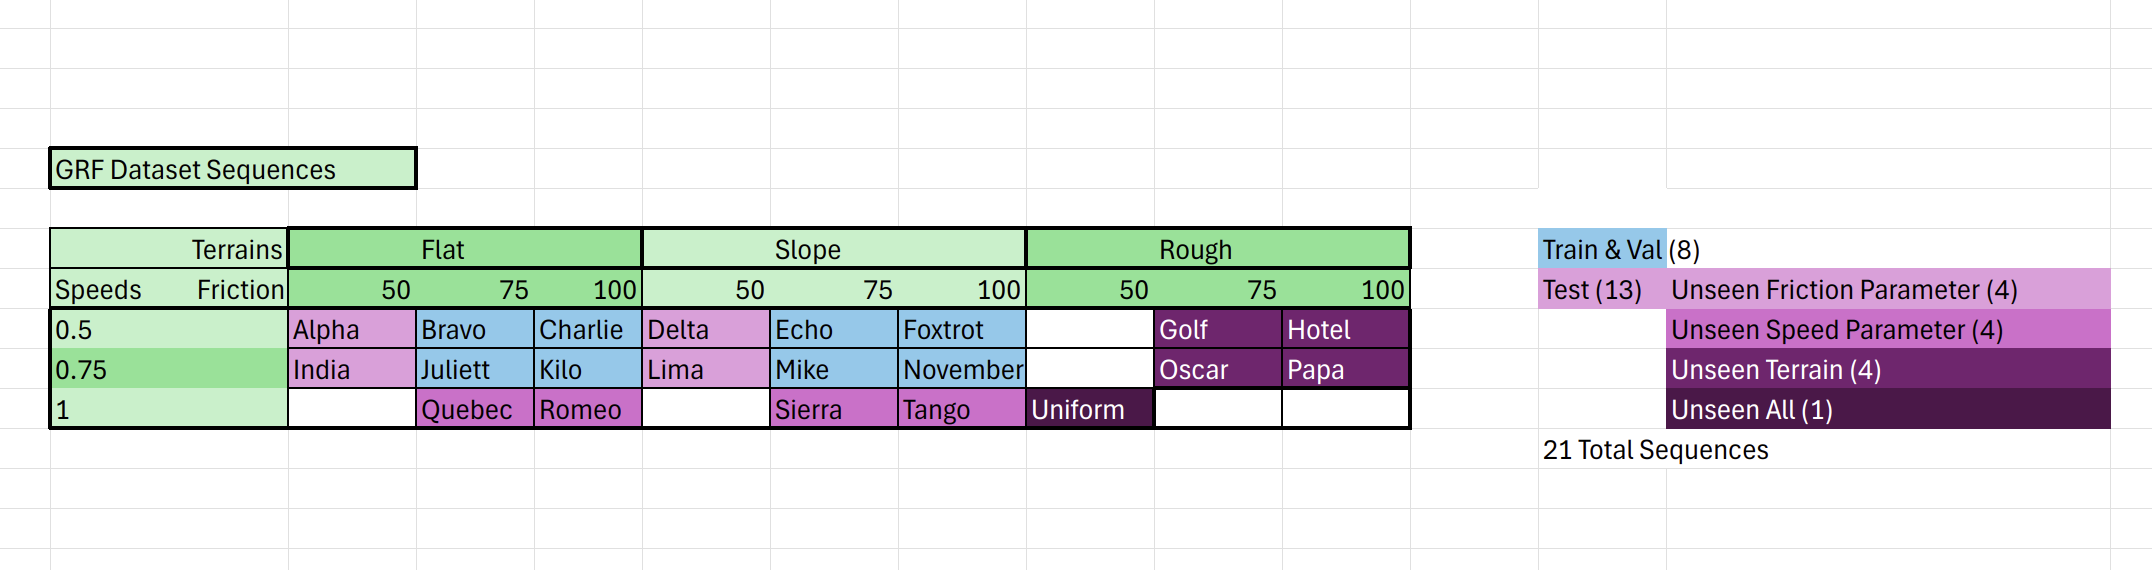 GRF Dataset Sequences
Terrains Flat Slope Rough Train & Val (8)
Speeds Friction 50 75 100 50 75 100 50 75 100 Test (13) Unseen Friction Parameter (4)
0.5 Alpha Bravo Charlie Delta Echo Foxtrot Golf Hotel Unseen Speed Parameter (4)
0.75 India Juliett Kilo Lima Mike November Oscar Papa Unseen Terrain (4)
1 Quebec Romeo Sierra Tango Uniform Unseen All (1)
21 Total Sequences